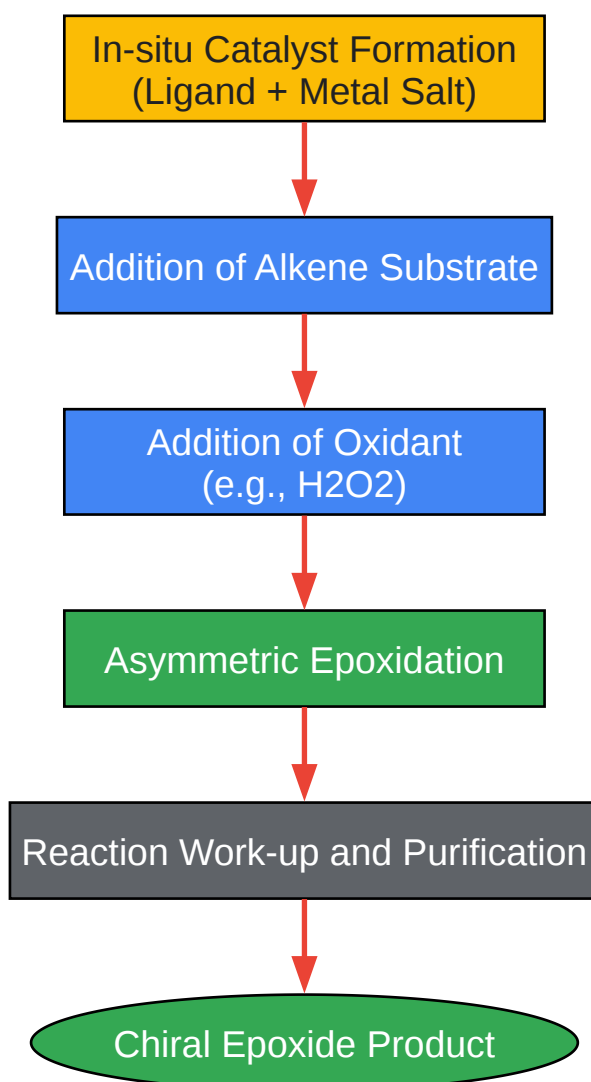 In-situ Catalyst Formation
(Ligand + Metal Salt)
Addition of Alkene Substrate
Addition of Oxidant
(e.g., H2O2)
Asymmetric Epoxidation
Reaction Work-up and Purification
Chiral Epoxide Product